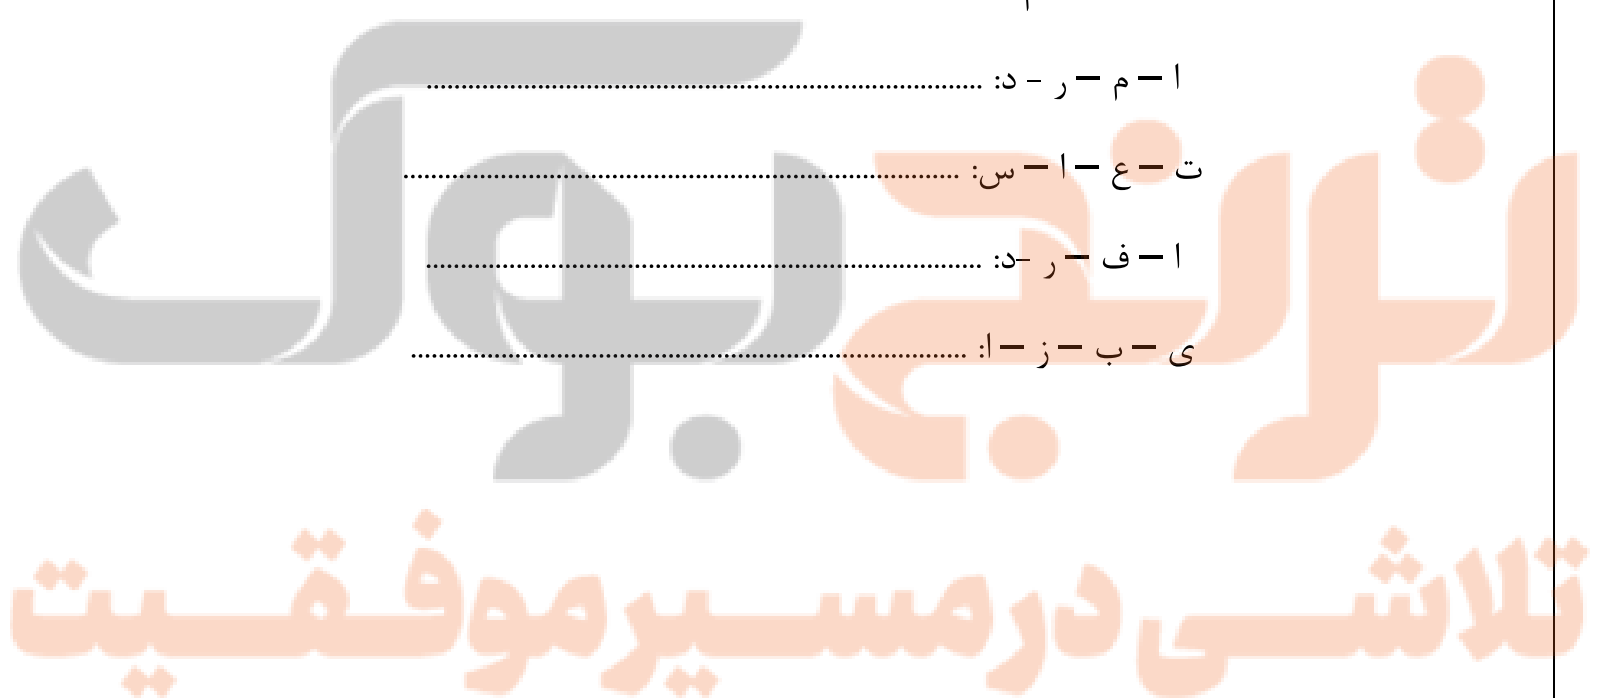 ا – م – ر - د: ................................................................................
ت – ع – ا – س: ................................................................................
ا – ف – ر -د: ................................................................................
ی – ب – ز – ا: ................................................................................
ترنج بوک
تلاشی در مسیر موفقیت